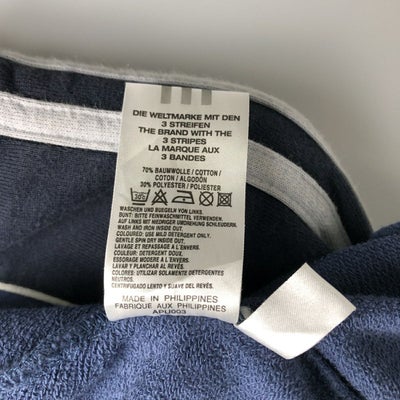 DIE WELTMARKE MIT DEN
3 STREIFEN
THE BRAND WITH THE
3 STRIPES
LA MARQUE AUX
3 BANDES
70% BAUMWOLLE / COTTON /
COTON / ALGODÓN
30% POLYESTER / POLIESTER
30°
WASCHEN UND BUEGELN VON LINKS.
BUNT: BITTE FEINWASCHMITTEL VERWENDEN.
AUF LINKS MIT NIEDRIGER UMDREHUNG SCHLEUDERN.
WASH AND IRON INSIDE OUT.
COLOURED: USE MILD DETERGENT ONLY.
GENTLE SPIN DRY INSIDE OUT.
LAVAGE ET REPASSAGE A L'ENVERS.
COULEUR: DETERGENT DOUX.
ESSORAGE MODERE A L'ENVERS.
LAVAR Y PLANCHAR AL REVÉS.
COLORES: UTILIZAR SOLAMENTE DETERGENTES
NEUTROS.
CENTRIFUGADO LENTO Y SUAVE DEL REVÉS.
MADE IN PHILIPPINES
FABRIQUE AUX PHILIPPINES
APLI003